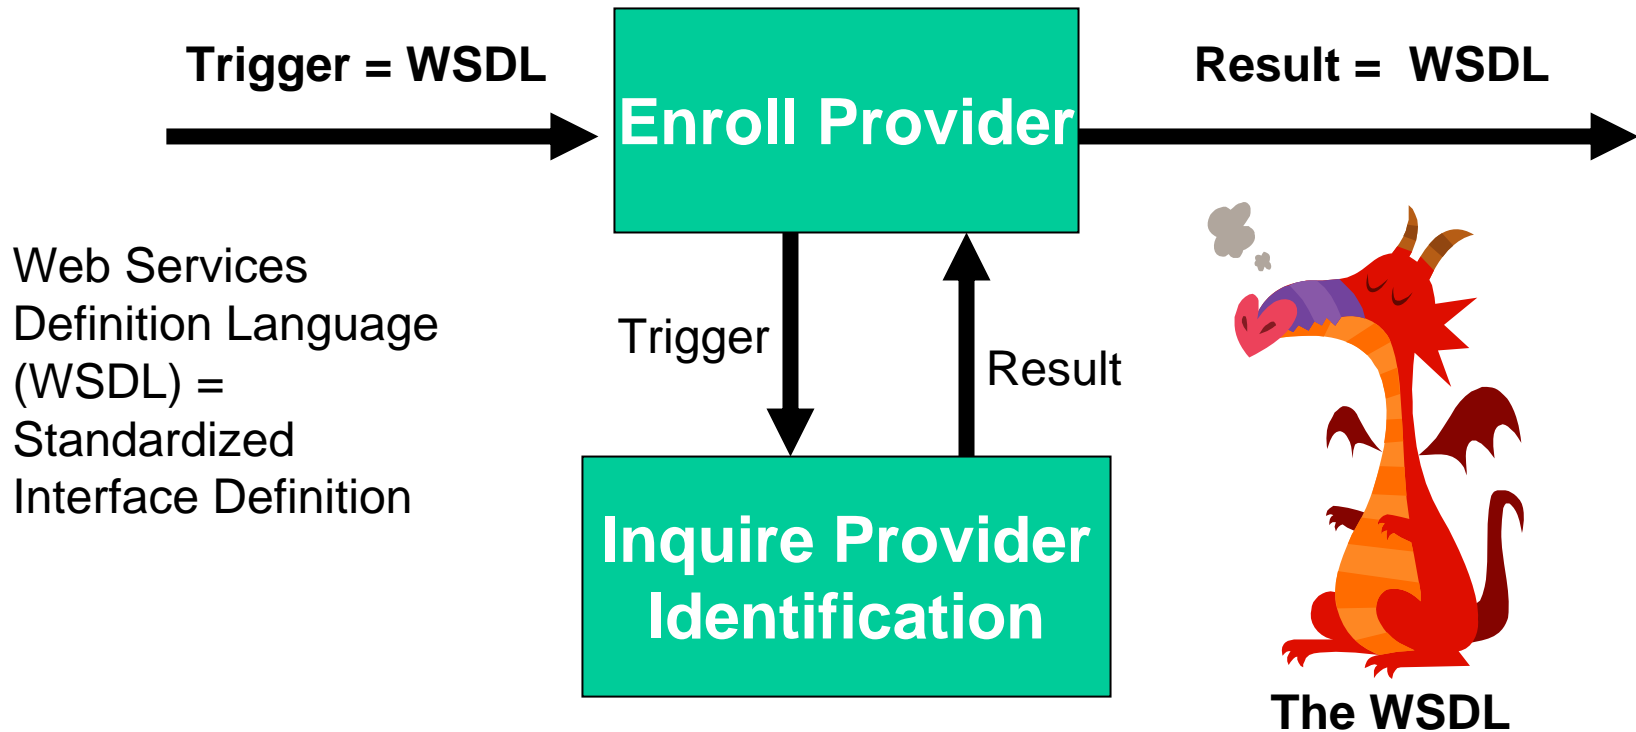 Trigger = WSDL
Enroll Provider
Result = WSDL
Web Services
Definition Language
(WSDL) =
Standardized
Interface Definition
Trigger
Result
Inquire Provider
Identification
The WSDL